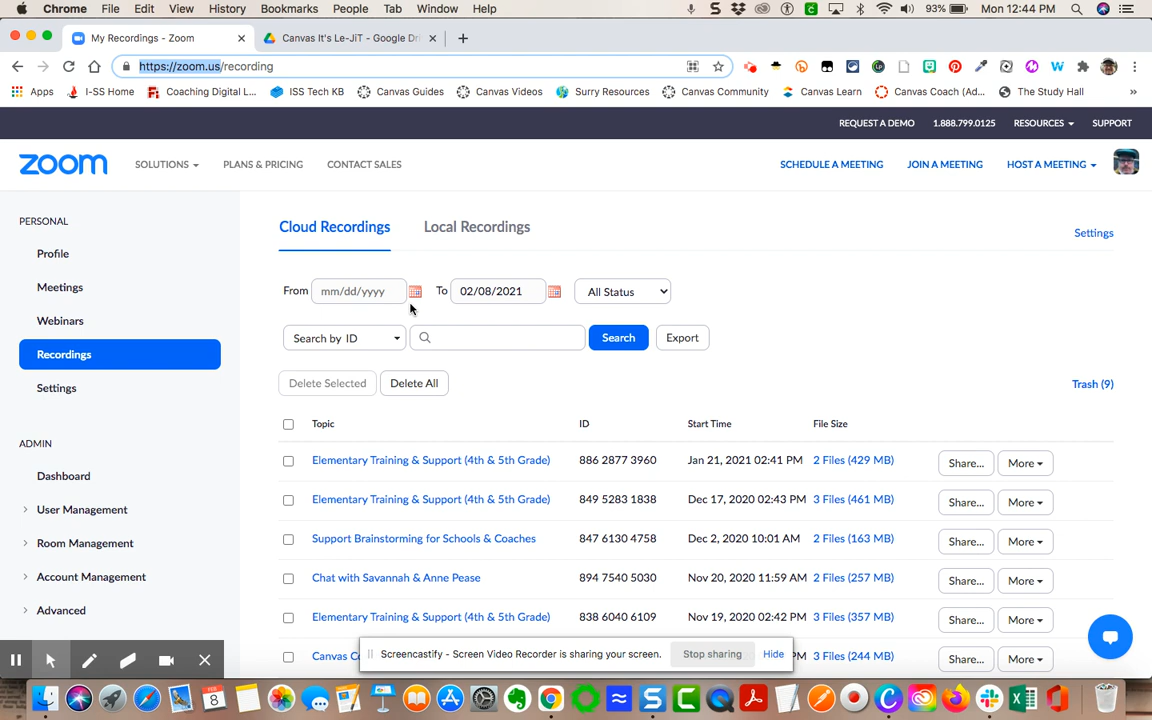 Chrome File Edit View History Bookmarks People Tab Window Help 93% Mon 12:44 PM
My Recordings - Zoom Canvas It's Le-JiT - Google Dri
https://zoom.us/recording
Apps I-SS Home Coaching Digital L... ISS Tech KB Canvas Guides Canvas Videos Surry Resources Canvas Community Canvas Learn Canvas Coach (Ad... The Study Hall »
REQUEST A DEMO 1.888.799.0125 RESOURCES SUPPORT
zoom SOLUTIONS PLANS & PRICING CONTACT SALES SCHEDULE A MEETING JOIN A MEETING HOST A MEETING
PERSONAL
Profile
Meetings
Webinars
Recordings
Settings
ADMIN
Dashboard
User Management
Room Management
Account Management
Advanced
Cloud Recordings Local Recordings
Settings
From mm/dd/yyyy To 02/08/2021 All Status
Search by ID Search Export
Delete Selected Delete All Trash (9)
Topic ID Start Time File Size
Elementary Training & Support (4th & 5th Grade) 886 2877 3960 Jan 21, 2021 02:41 PM 2 Files (429 MB) Share... More
Elementary Training & Support (4th & 5th Grade) 849 5283 1838 Dec 17, 2020 02:43 PM 3 Files (461 MB) Share... More
Support Brainstorming for Schools & Coaches 847 6130 4758 Dec 2, 2020 10:01 AM 2 Files (163 MB) Share... More
Chat with Savannah & Anne Pease 894 7540 5030 Nov 20, 2020 11:59 AM 2 Files (257 MB) Share... More
Elementary Training & Support (4th & 5th Grade) 838 6040 6109 Nov 19, 2020 02:42 PM 3 Files (357 MB) Share... More
Canvas Co 3 Files (244 MB) Share... More
Screencastify - Screen Video Recorder is sharing your screen. Stop sharing Hide